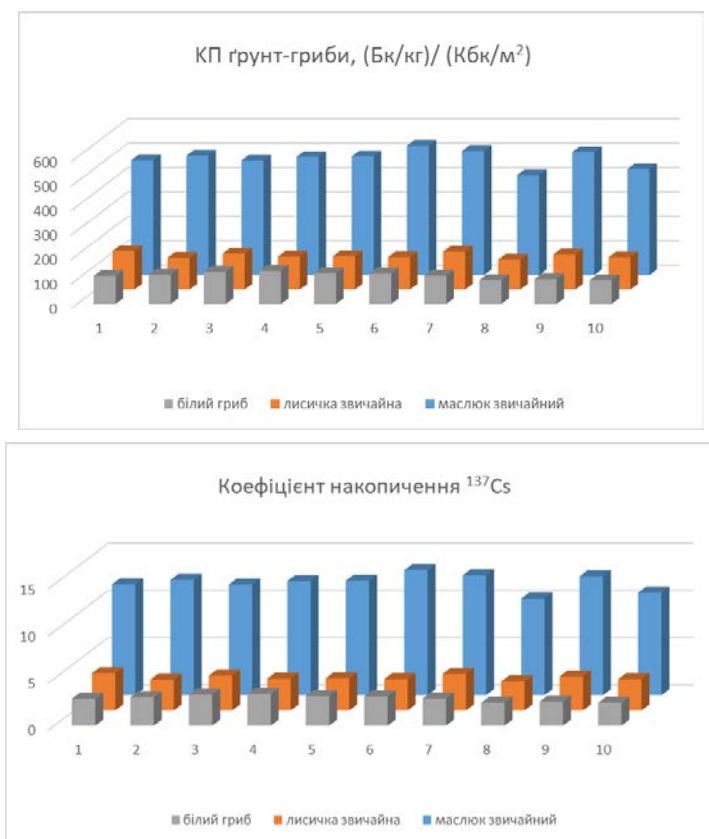 КП ґрунт-гриби, (Бк/кг)/ (Кбк/м²)
600
500
400
300
200
100
0
1 2 3 4 5 6 7 8 9 10
білий гриб лисичка звичайна маслюк звичайний
Коефіцієнт накопичення ¹³⁷Cs
15
10
5
0
1 2 3 4 5 6 7 8 9 10
білий гриб лисичка звичайна маслюк звичайний